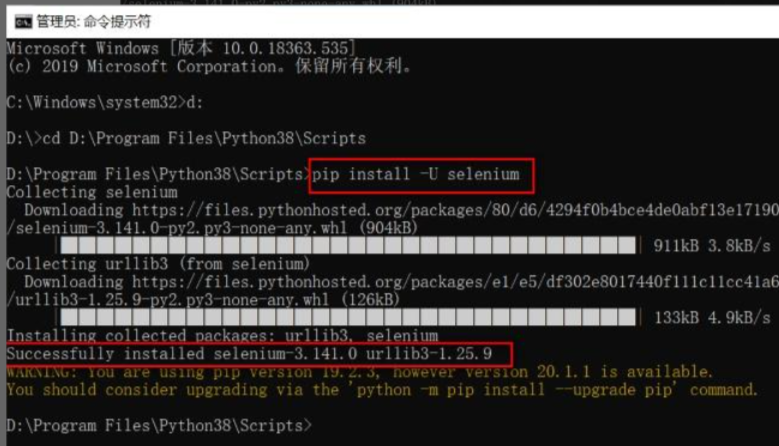 管理员: 命令提示符
Microsoft Windows [版本 10.0.18363.535]
(c) 2019 Microsoft Corporation。保留所有权利。
C:\Windows\system32>d:
D:\>cd D:\Program Files\Python38\Scripts
D:\Program Files\Python38\Scripts>pip install -U selenium
Collecting selenium
Downloading https://files.pythonhosted.org/packages/80/d6/4294f0b4bce4de0abf13e17190
/selenium-3.141.0-py2.py3-none-any.whl (904kB)
911kB 3.8kB/s
Collecting urllib3 (from selenium)
Downloading https://files.pythonhosted.org/packages/e1/e5/df302e8017440f111c11cc41a6
/urllib3-1.25.9-py2.py3-none-any.whl (126kB)
133kB 4.9kB/s
Installing collected packages: urllib3, selenium
Successfully installed selenium-3.141.0 urllib3-1.25.9
WARNING: You are using pip version 19.2.3, however version 20.1.1 is available.
You should consider upgrading via the 'python -m pip install --upgrade pip' command.
D:\Program Files\Python38\Scripts>